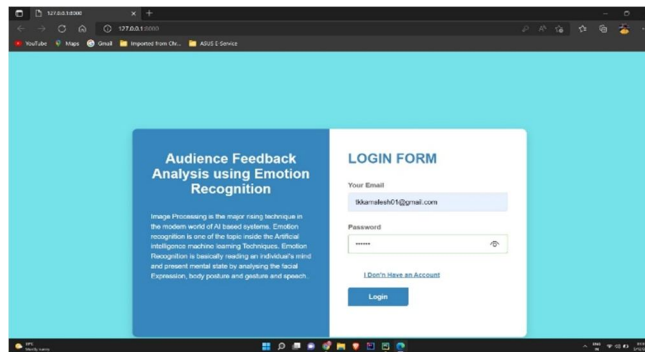 127.0.0.1:8000
127.0.0.1:8000
YouTube Maps Gmail Imported from Chr... ASUS E-Service
Audience Feedback
Analysis using Emotion
Recognition
Image Processing is the major rising technique in
the modern world of AI based systems. Emotion
recognition is one of the topic inside the Artificial
intelligence machine learning Techniques. Emotion
Recognition is basically reading an individual's mind
and present mental state by analysing the facial
Expression, body posture and gesture and speech.
LOGIN FORM
Your Email
tkkamalesh01@gmail.com
Password
I Don't Have an Account
Login